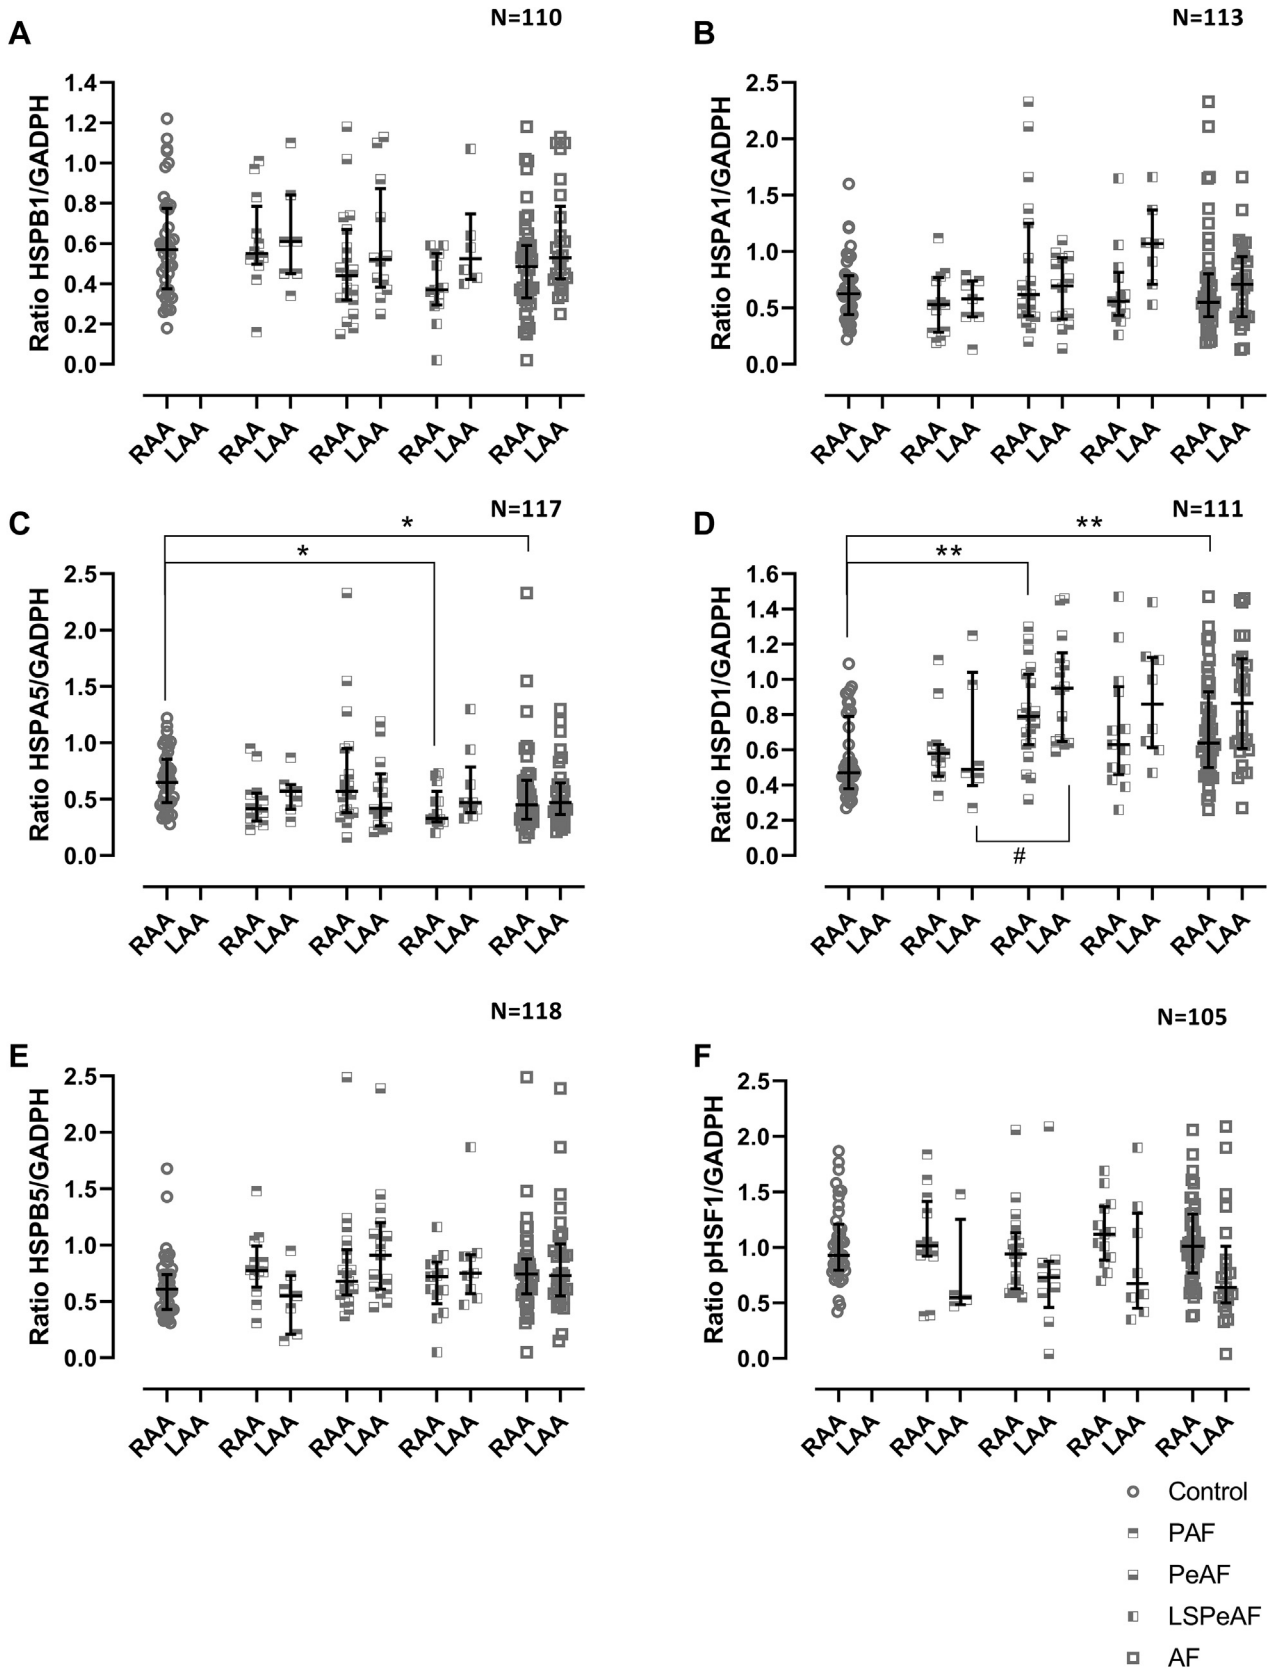 A
N=110
Ratio HSPB1/GADPH
1.4
1.2
1.0
0.8
0.6
0.4
0.2
0.0
RAA LAA RAA LAA RAA LAA RAA LAA RAA LAA
B
N=113
Ratio HSPA1/GADPH
2.5
2.0
1.5
1.0
0.5
0.0
RAA LAA RAA LAA RAA LAA RAA LAA RAA LAA
C
N=117
*
*
Ratio HSPA5/GADPH
2.5
2.0
1.5
1.0
0.5
0.0
RAA LAA RAA LAA RAA LAA RAA LAA RAA LAA
D
N=111
**
**
Ratio HSPD1/GADPH
1.6
1.4
1.2
1.0
0.8
0.6
0.4
0.2
0.0
#
RAA LAA RAA LAA RAA LAA RAA LAA RAA LAA
E
N=118
Ratio HSPB5/GADPH
2.5
2.0
1.5
1.0
0.5
0.0
RAA LAA RAA LAA RAA LAA RAA LAA RAA LAA
F
N=105
Ratio pHSF1/GADPH
2.5
2.0
1.5
1.0
0.5
0.0
RAA LAA RAA LAA RAA LAA RAA LAA RAA LAA
Control
PAF
PeAF
LSPeAF
AF